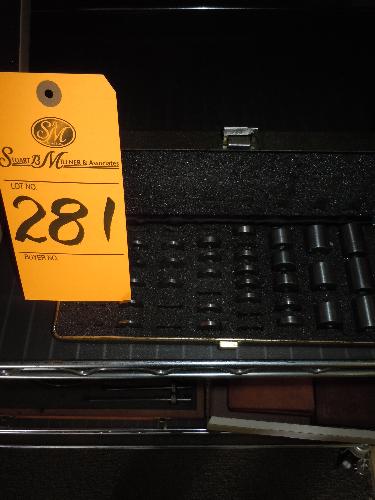 SM
STUART B. MILLNER & Associates
LOT NO.
281
BUYER NO.